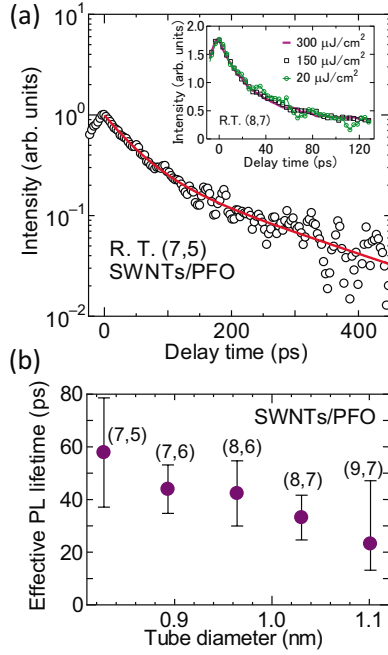 (a)
Intensity (arb. units)
10^0
10^-1
10^-2
0
200
400
Delay time (ps)
R. T. (7,5)
SWNTs/PFO
Intensity (arb. units)
2.5
2.0
1.5
1.0
0.5
0
0
40
80
120
Delay time (ps)
300 μJ/cm^2
150 μJ/cm^2
20 μJ/cm^2
R.T. (8,7)
(b)
Effective PL lifetime (ps)
80
60
40
20
0
0.9
1.0
1.1
Tube diameter (nm)
SWNTs/PFO
(7,5)
(7,6)
(8,6)
(8,7)
(9,7)